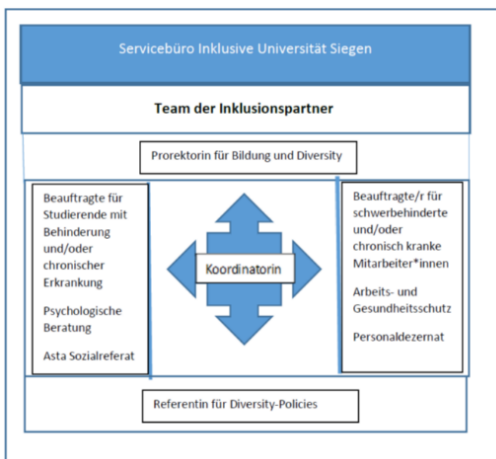 Servicebüro Inklusive Universität Siegen
Team der Inklusionspartner
Prorektorin für Bildung und Diversity
Beauftragte für
Studierende mit
Behinderung
und/oder
chronischer
Erkrankung
Psychologische
Beratung
Asta Sozialreferat
Koordinatorin
Beauftragte/r für
schwerbehinderte
und/oder
chronisch kranke
Mitarbeiter*innen
Arbeits- und
Gesundheitsschutz
Personaldezernat
Referentin für Diversity-Policies